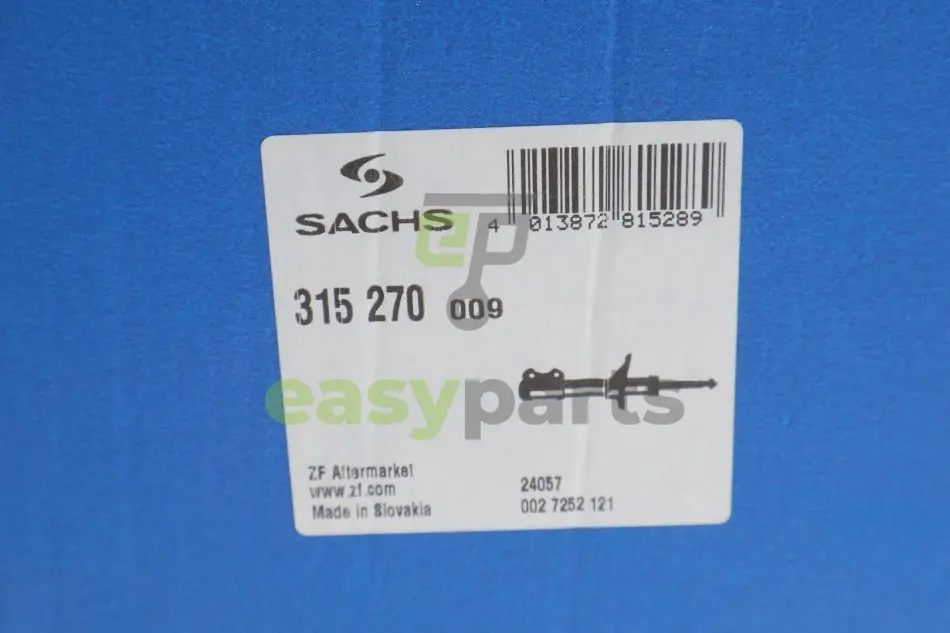 SACHS
4 013872 815289
315 270 009
easyparts
ZF Aftermarket
www.zf.com
Made in Slovakia
24057
002 7252 121